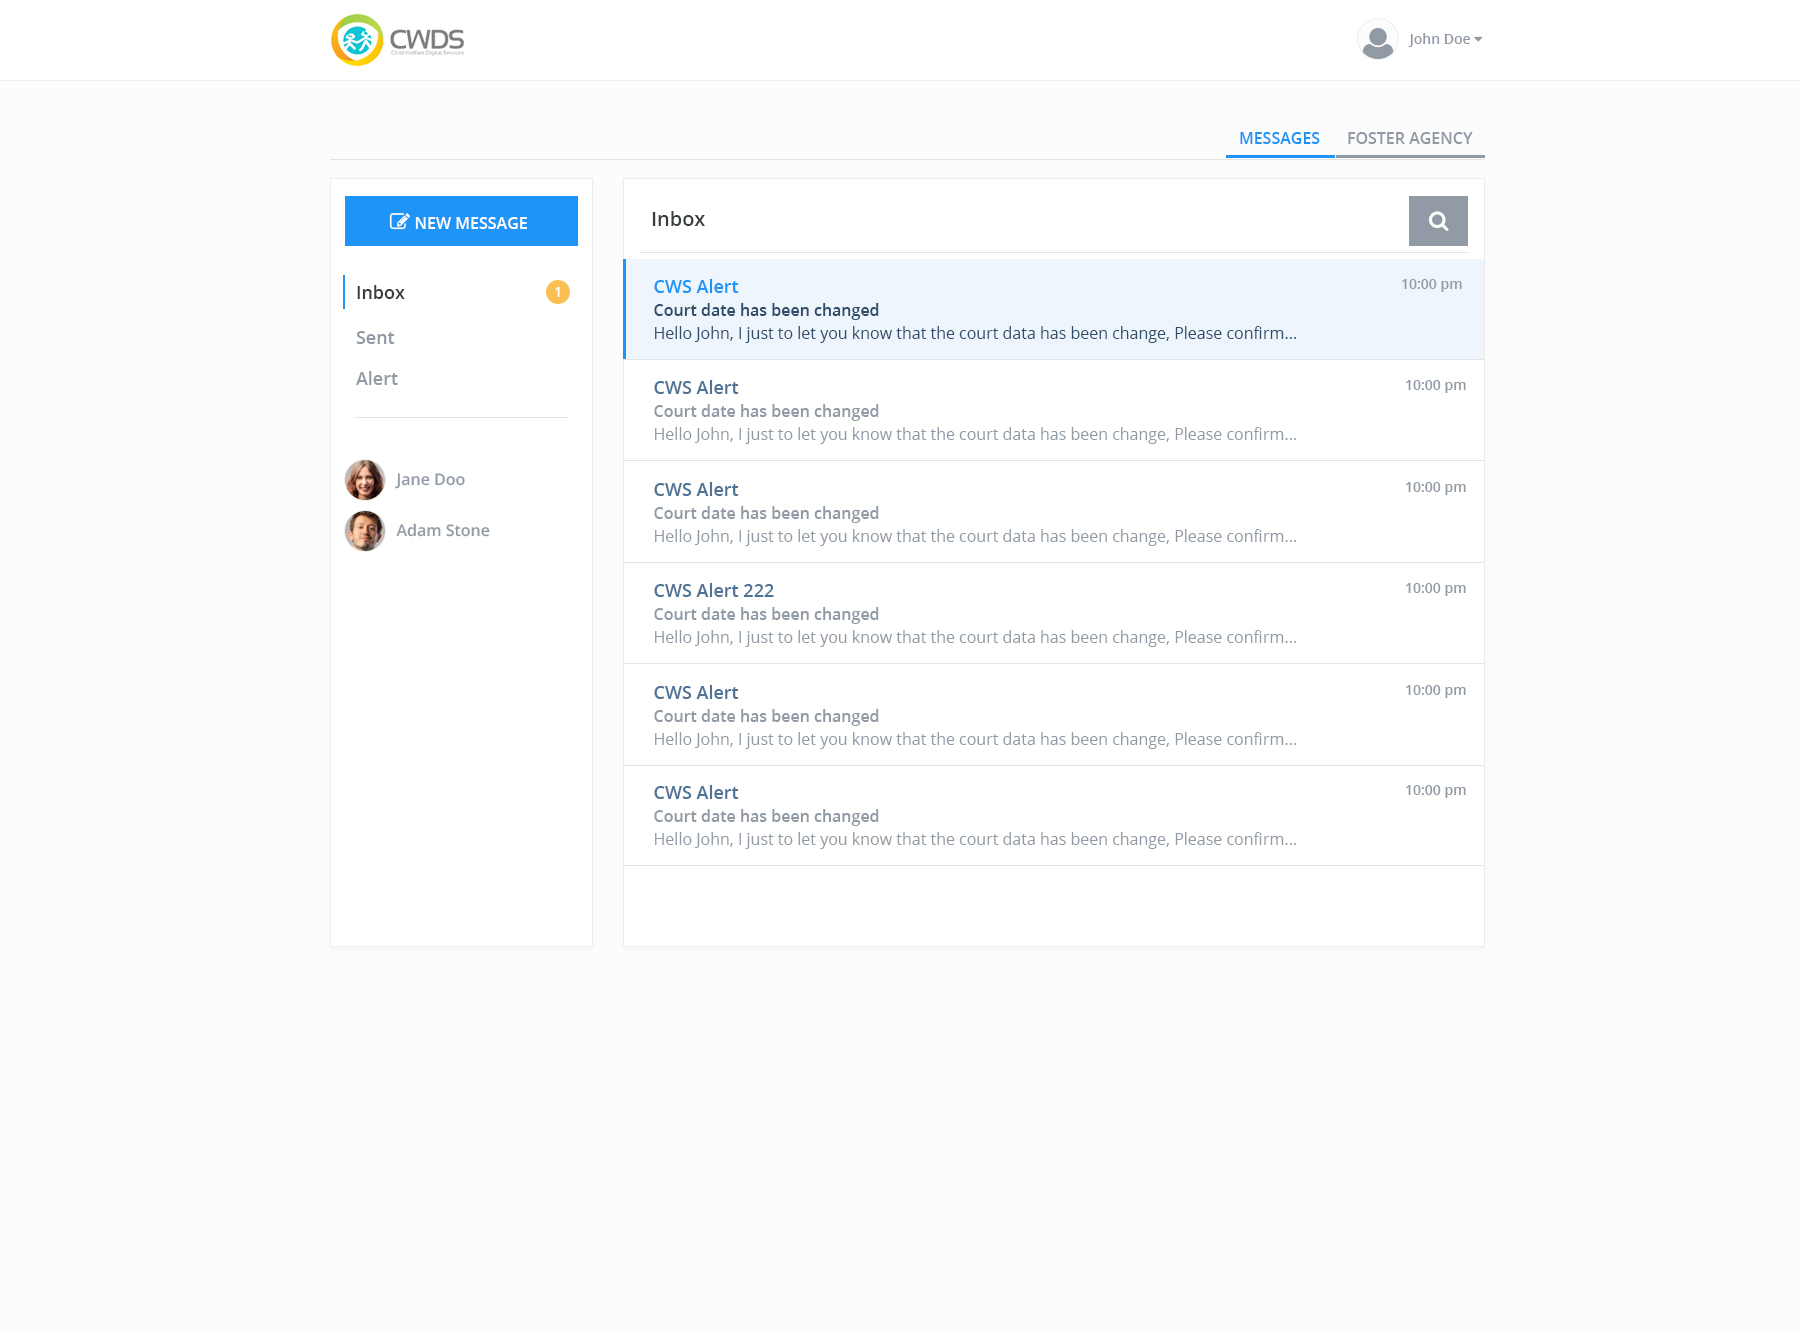 CWDS
Child Welfare Digital Services
John Doe
MESSAGES
FOSTER AGENCY
NEW MESSAGE
Inbox
1
Sent
Alert
Jane Doo
Adam Stone
Inbox
CWS Alert
10:00 pm
Court date has been changed
Hello John, I just to let you know that the court data has been change, Please confirm...
CWS Alert
10:00 pm
Court date has been changed
Hello John, I just to let you know that the court data has been change, Please confirm...
CWS Alert
10:00 pm
Court date has been changed
Hello John, I just to let you know that the court data has been change, Please confirm...
CWS Alert 222
10:00 pm
Court date has been changed
Hello John, I just to let you know that the court data has been change, Please confirm...
CWS Alert
10:00 pm
Court date has been changed
Hello John, I just to let you know that the court data has been change, Please confirm...
CWS Alert
10:00 pm
Court date has been changed
Hello John, I just to let you know that the court data has been change, Please confirm...